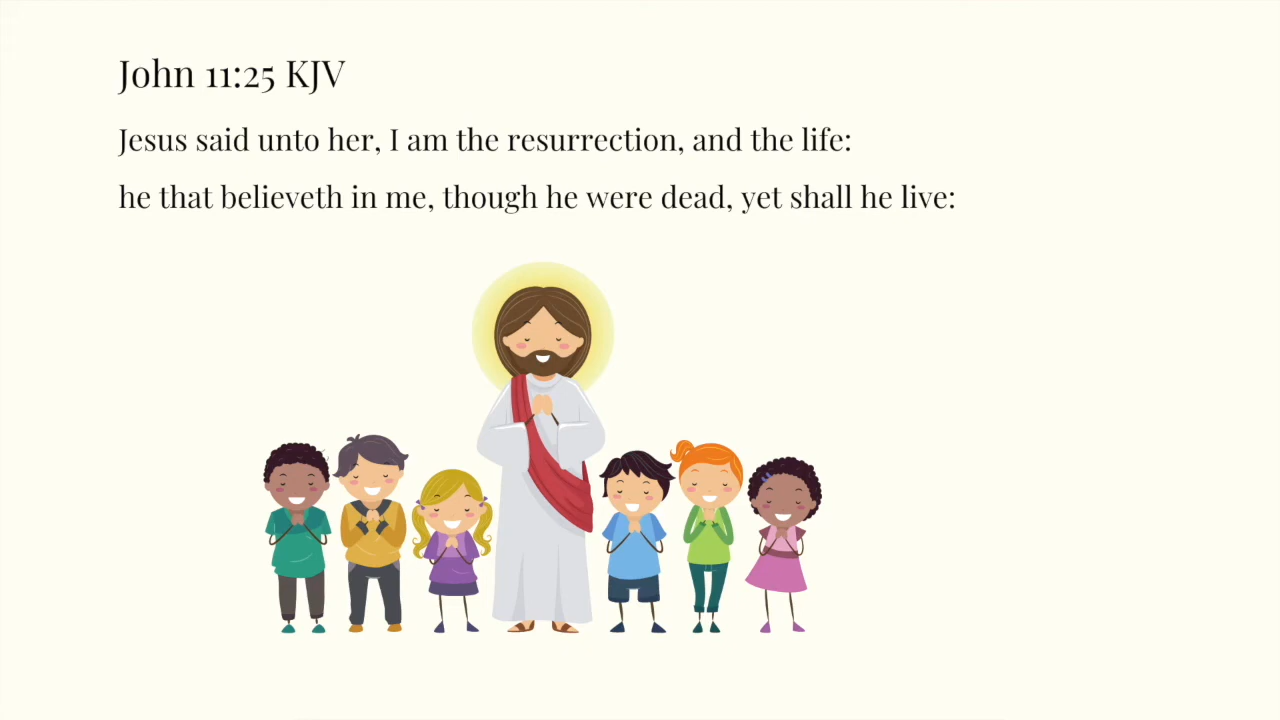 John 11:25 KJV
Jesus said unto her, I am the resurrection, and the life:
he that believeth in me, though he were dead, yet shall he live: